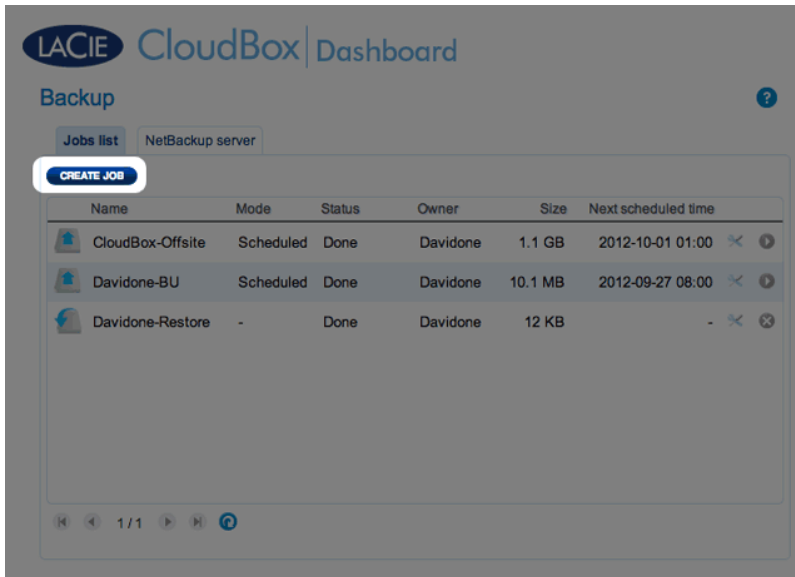 LACIE CloudBox Dashboard
Backup
?
Jobs list NetBackup server
CREATE JOB
Name Mode Status Owner Size Next scheduled time
CloudBox-Offsite Scheduled Done Davidone 1.1 GB 2012-10-01 01:00
Davidone-BU Scheduled Done Davidone 10.1 MB 2012-09-27 08:00
Davidone-Restore - Done Davidone 12 KB -
1 / 1